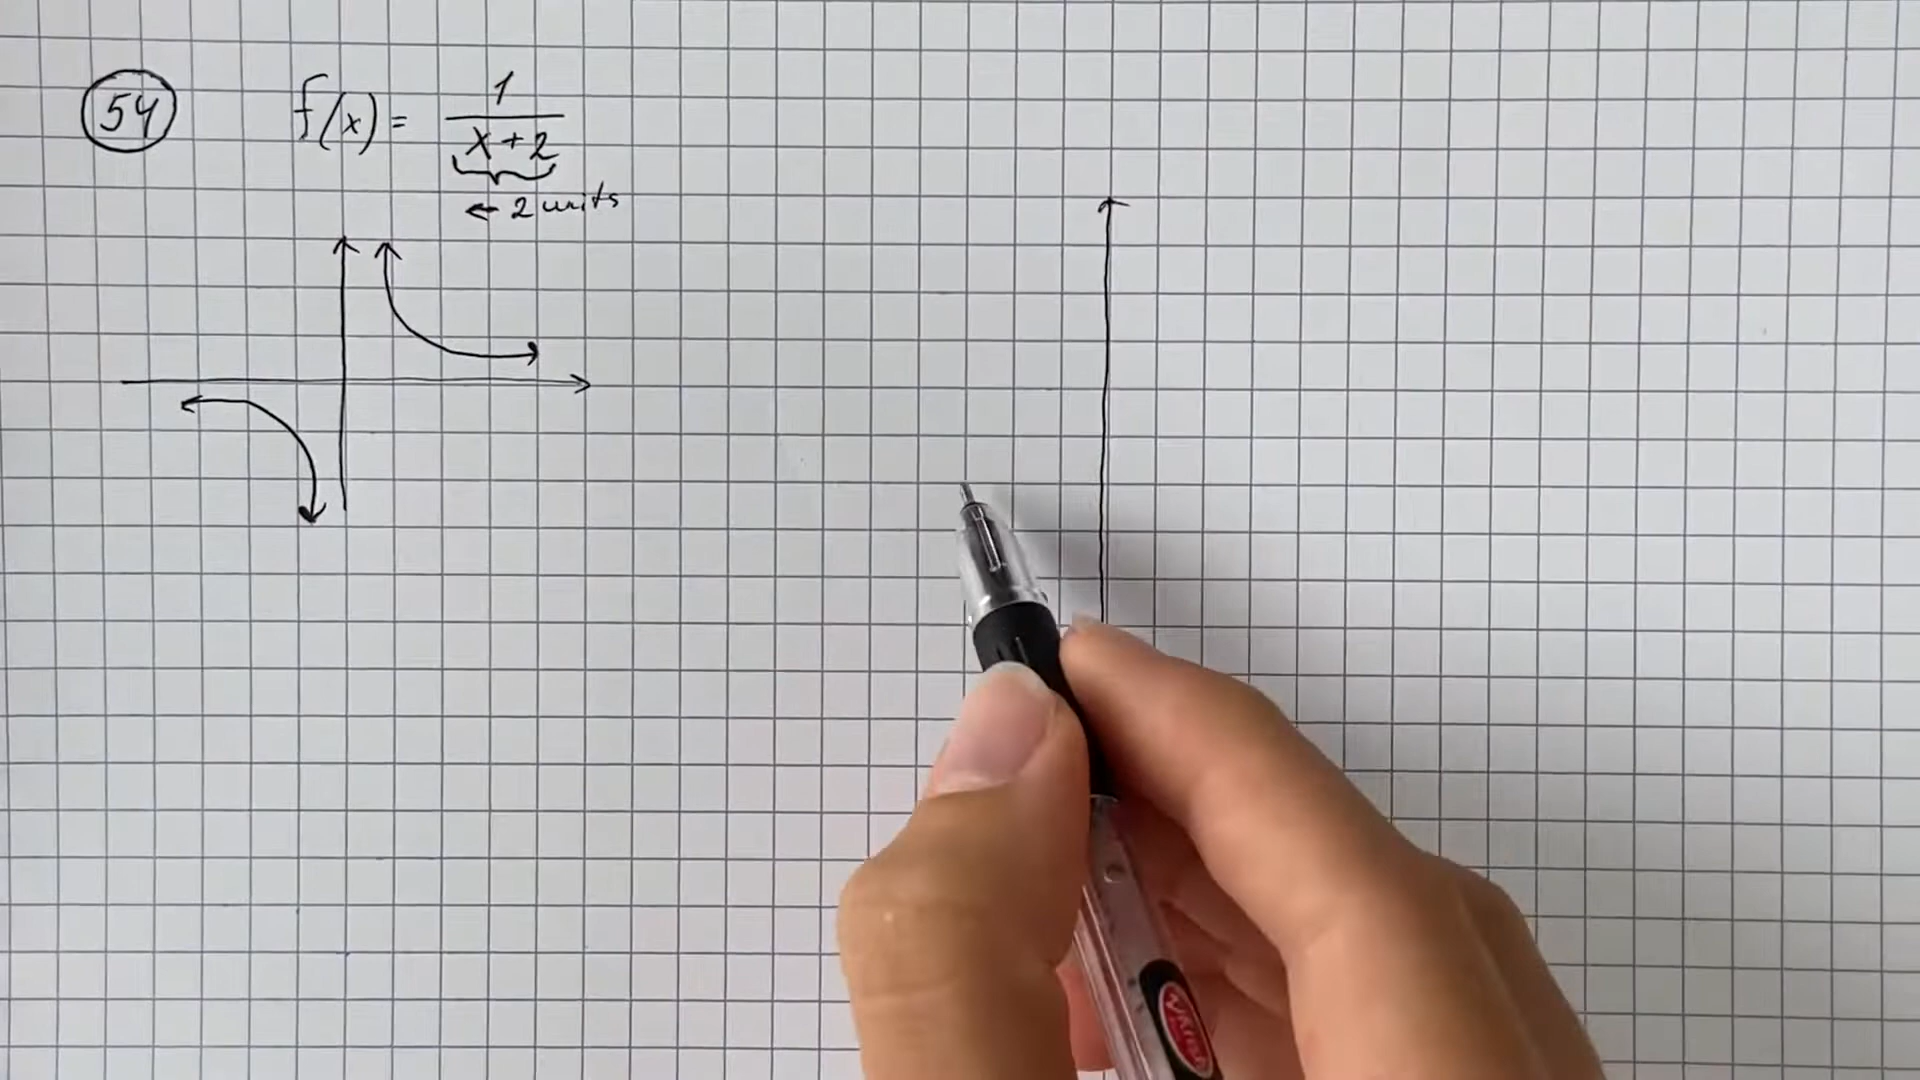 54 f(x) = 1/(x+2)
← 2 units